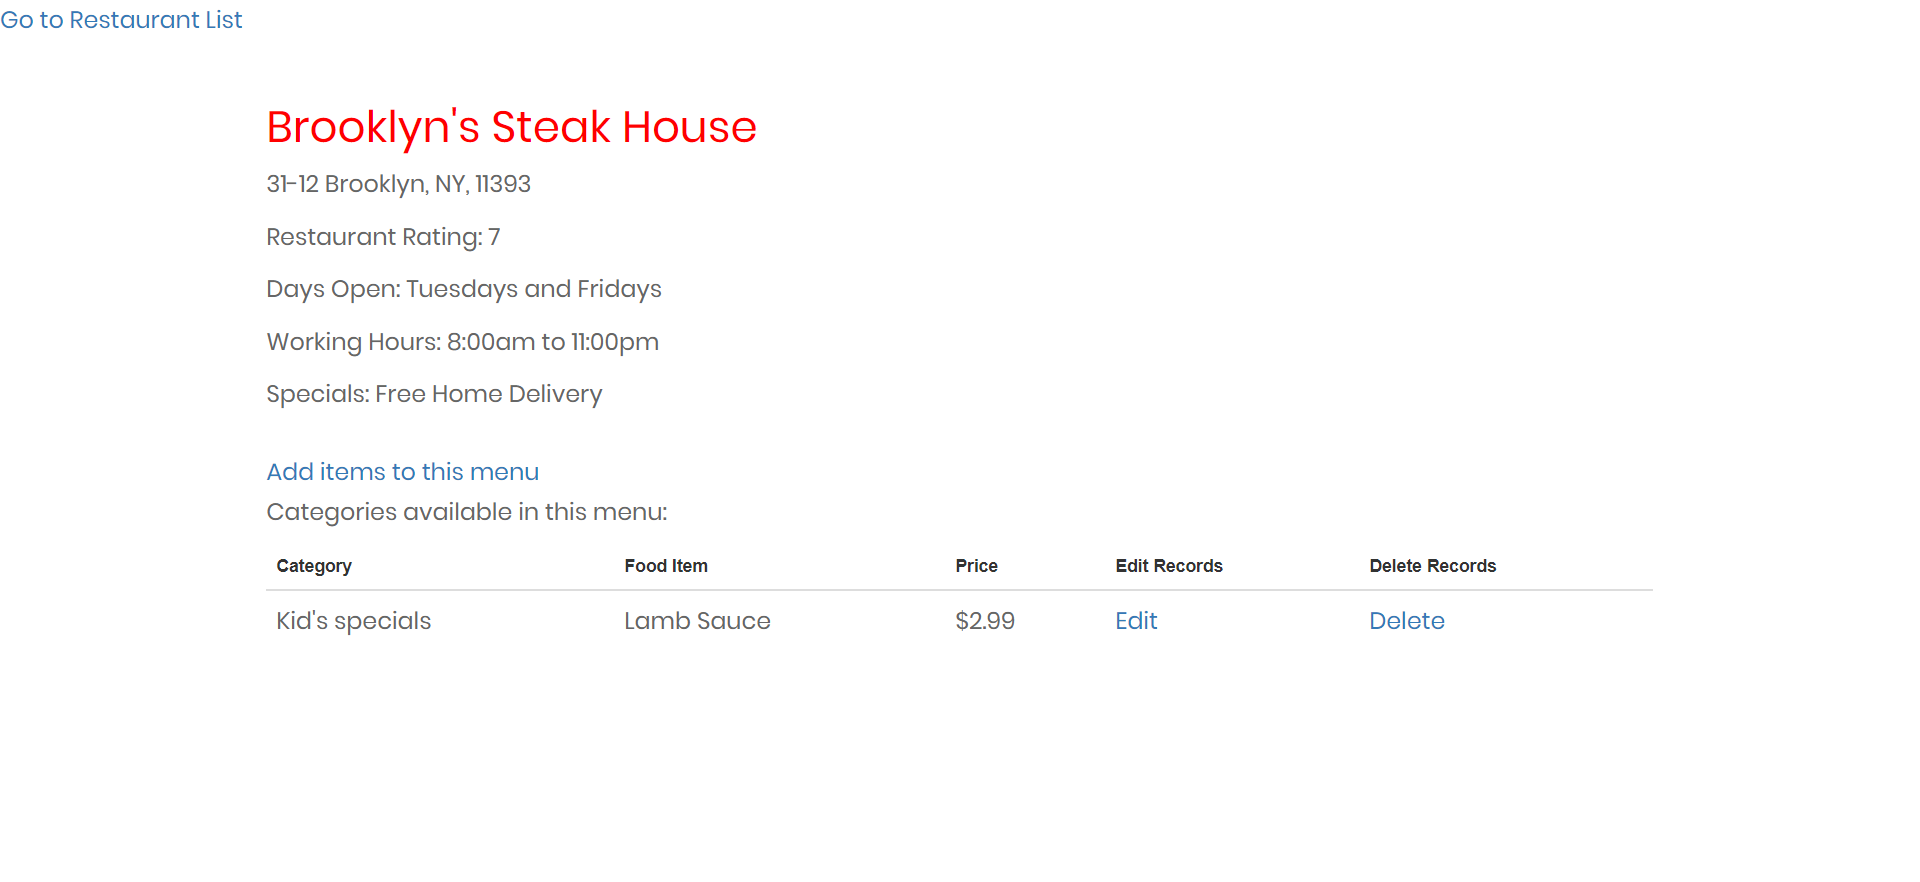 Go to Restaurant List
Brooklyn's Steak House
31-12 Brooklyn, NY, 11393
Restaurant Rating: 7
Days Open: Tuesdays and Fridays
Working Hours: 8:00am to 11:00pm
Specials: Free Home Delivery
Add items to this menu
Categories available in this menu:
Category Food Item Price Edit Records Delete Records
Kid's specials Lamb Sauce $2.99 Edit Delete